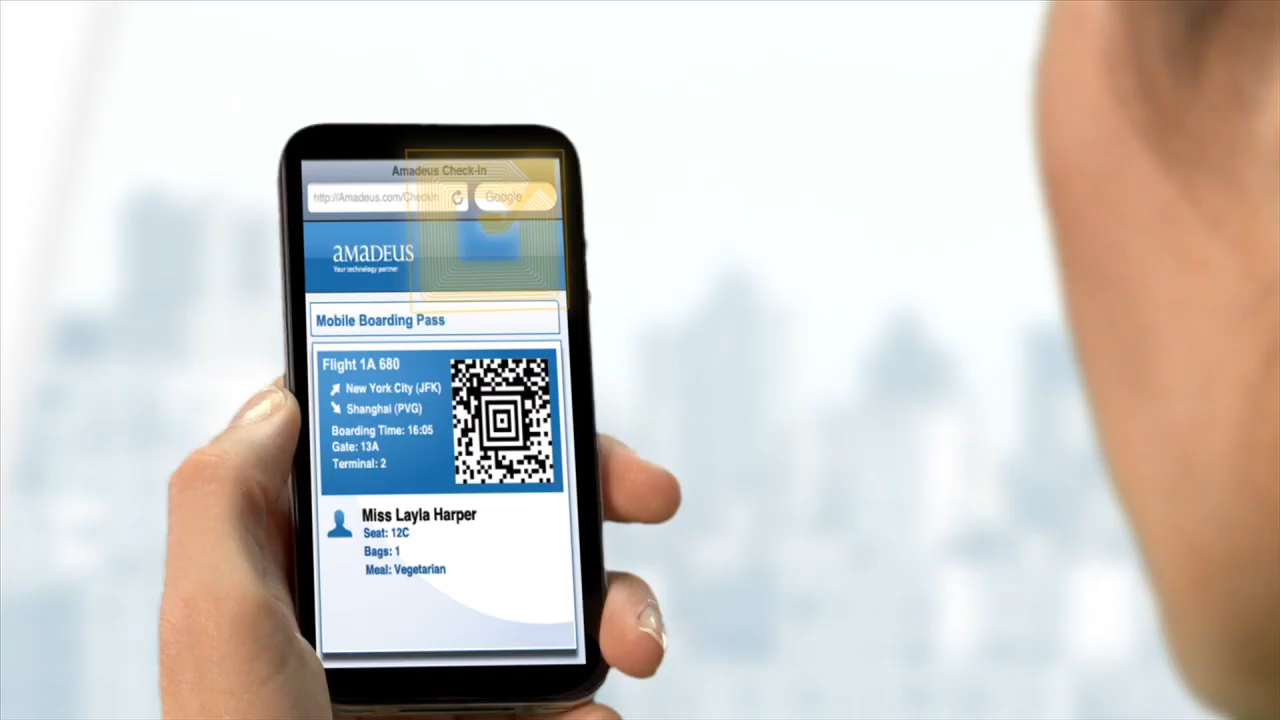 Amadeus Check-in
http://Amadeus.com/Checkin
Google
amadeus
Your technology partner
Mobile Boarding Pass
Flight 1A 680
New York City (JFK)
Shanghai (PVG)
Boarding Time: 16:05
Gate: 13A
Terminal: 2
Miss Layla Harper
Seat: 12C
Bags: 1
Meal: Vegetarian